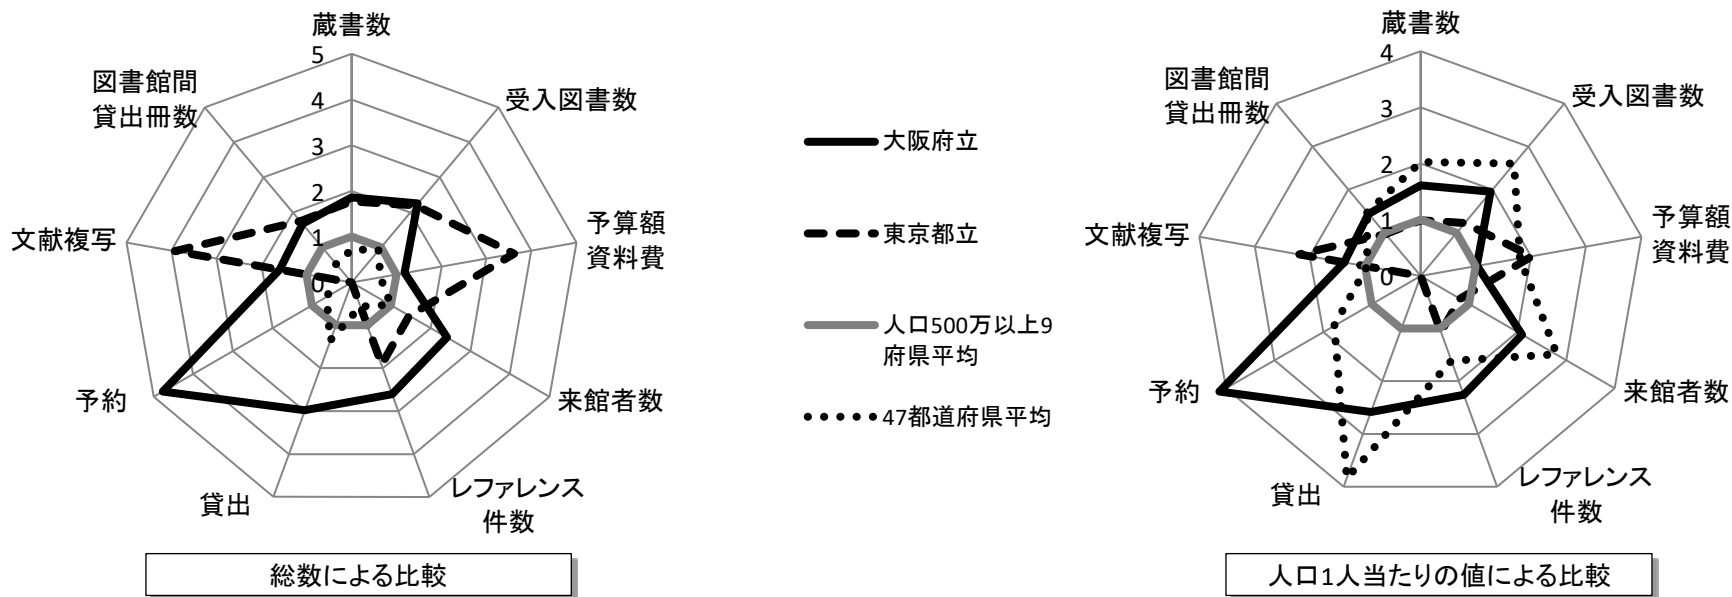 蔵書数
5
4
3
2
1
0
受入図書数
予算額
資料費
来館者数
レファレンス
件数
貸出
予約
文献複写
図書館間
貸出冊数
総数による比較
大阪府立
東京都立
人口500万以上9
府県平均
47都道府県平均
蔵書数
4
3
2
1
0
受入図書数
予算額
資料費
来館者数
レファレンス
件数
貸出
予約
文献複写
図書館間
貸出冊数
人口1人当たりの値による比較